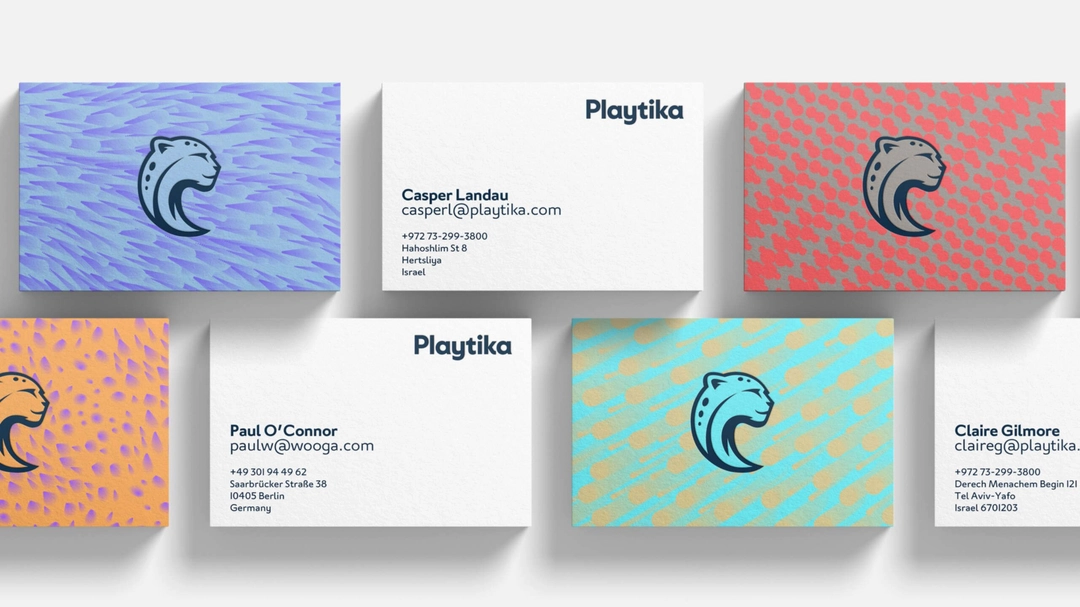 Playtika
Casper Landau
casperl@playtika.com
+972 73-299-3800
Hahoshlim St 8
Hertsliya
Israel
Playtika
Paul O'Connor
paulw@wooga.com
+49 301 94 49 62
Saarbrücker Straße 38
10405 Berlin
Germany
Claire Gilmore
claireg@playtika.
+972 73-299-3800
Derech Menachem Begin 121
Tel Aviv-Yafo
Israel 6701203